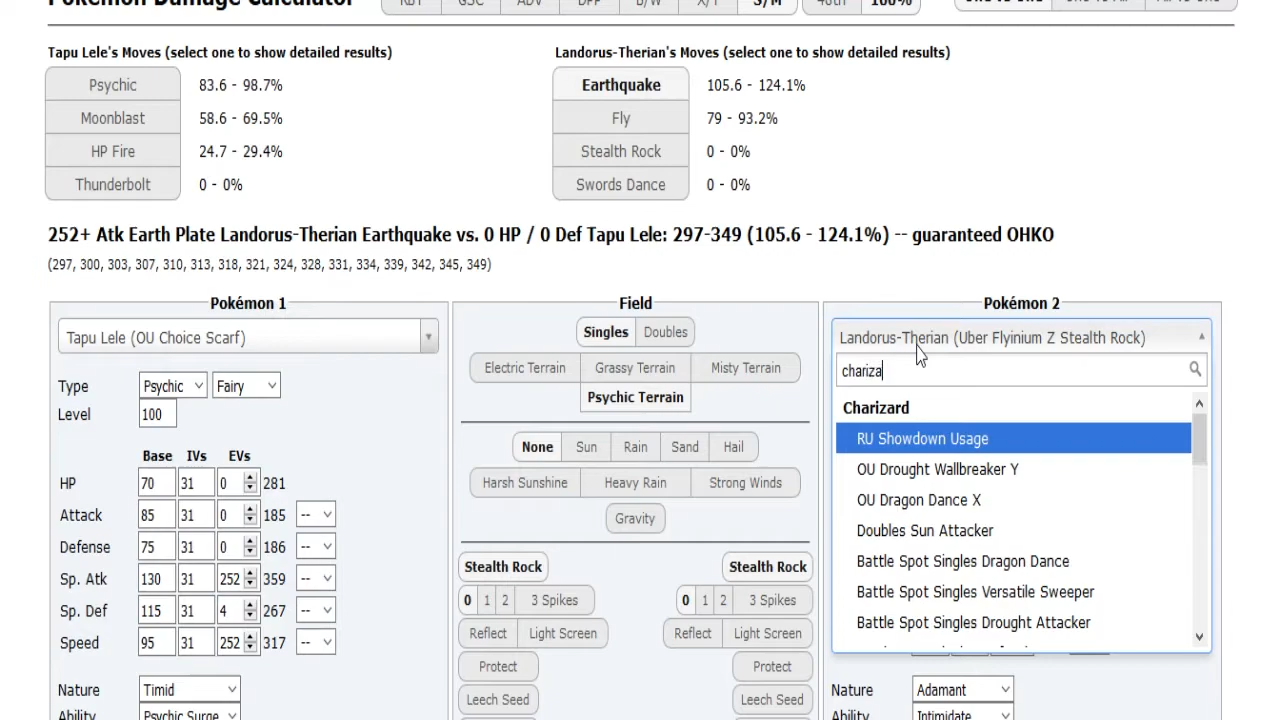 Pokémon Damage Calculator
S/M 100%
Tapu Lele's Moves (select one to show detailed results)
Psychic 83.6 - 98.7%
Moonblast 58.6 - 69.5%
HP Fire 24.7 - 29.4%
Thunderbolt 0 - 0%
Landorus-Therian's Moves (select one to show detailed results)
Earthquake 105.6 - 124.1%
Fly 79 - 93.2%
Stealth Rock 0 - 0%
Swords Dance 0 - 0%
252+ Atk Earth Plate Landorus-Therian Earthquake vs. 0 HP / 0 Def Tapu Lele: 297-349 (105.6 - 124.1%) -- guaranteed OHKO
(297, 300, 303, 307, 310, 313, 318, 321, 324, 328, 331, 334, 339, 342, 345, 349)
Pokémon 1
Tapu Lele (OU Choice Scarf)
Type Psychic Fairy
Level 100
Base IVs EVs
HP 70 31 0 281
Attack 85 31 0 185 --
Defense 75 31 0 186 --
Sp. Atk 130 31 252 359 --
Sp. Def 115 31 4 267 --
Speed 95 31 252 317 --
Nature Timid
Ability Psychic Surge
Field
Singles Doubles
Electric Terrain Grassy Terrain Misty Terrain
Psychic Terrain
None Sun Rain Sand Hail
Harsh Sunshine Heavy Rain Strong Winds
Gravity
Stealth Rock Stealth Rock
0 1 2 3 Spikes 0 1 2 3 Spikes
Reflect Light Screen Reflect Light Screen
Protect Protect
Leech Seed Leech Seed
Pokémon 2
Landorus-Therian (Uber Flyinium Z Stealth Rock)
chariza
Charizard
RU Showdown Usage
OU Drought Wallbreaker Y
OU Dragon Dance X
Doubles Sun Attacker
Battle Spot Singles Dragon Dance
Battle Spot Singles Versatile Sweeper
Battle Spot Singles Drought Attacker
Nature Adamant
Ability Intimidate